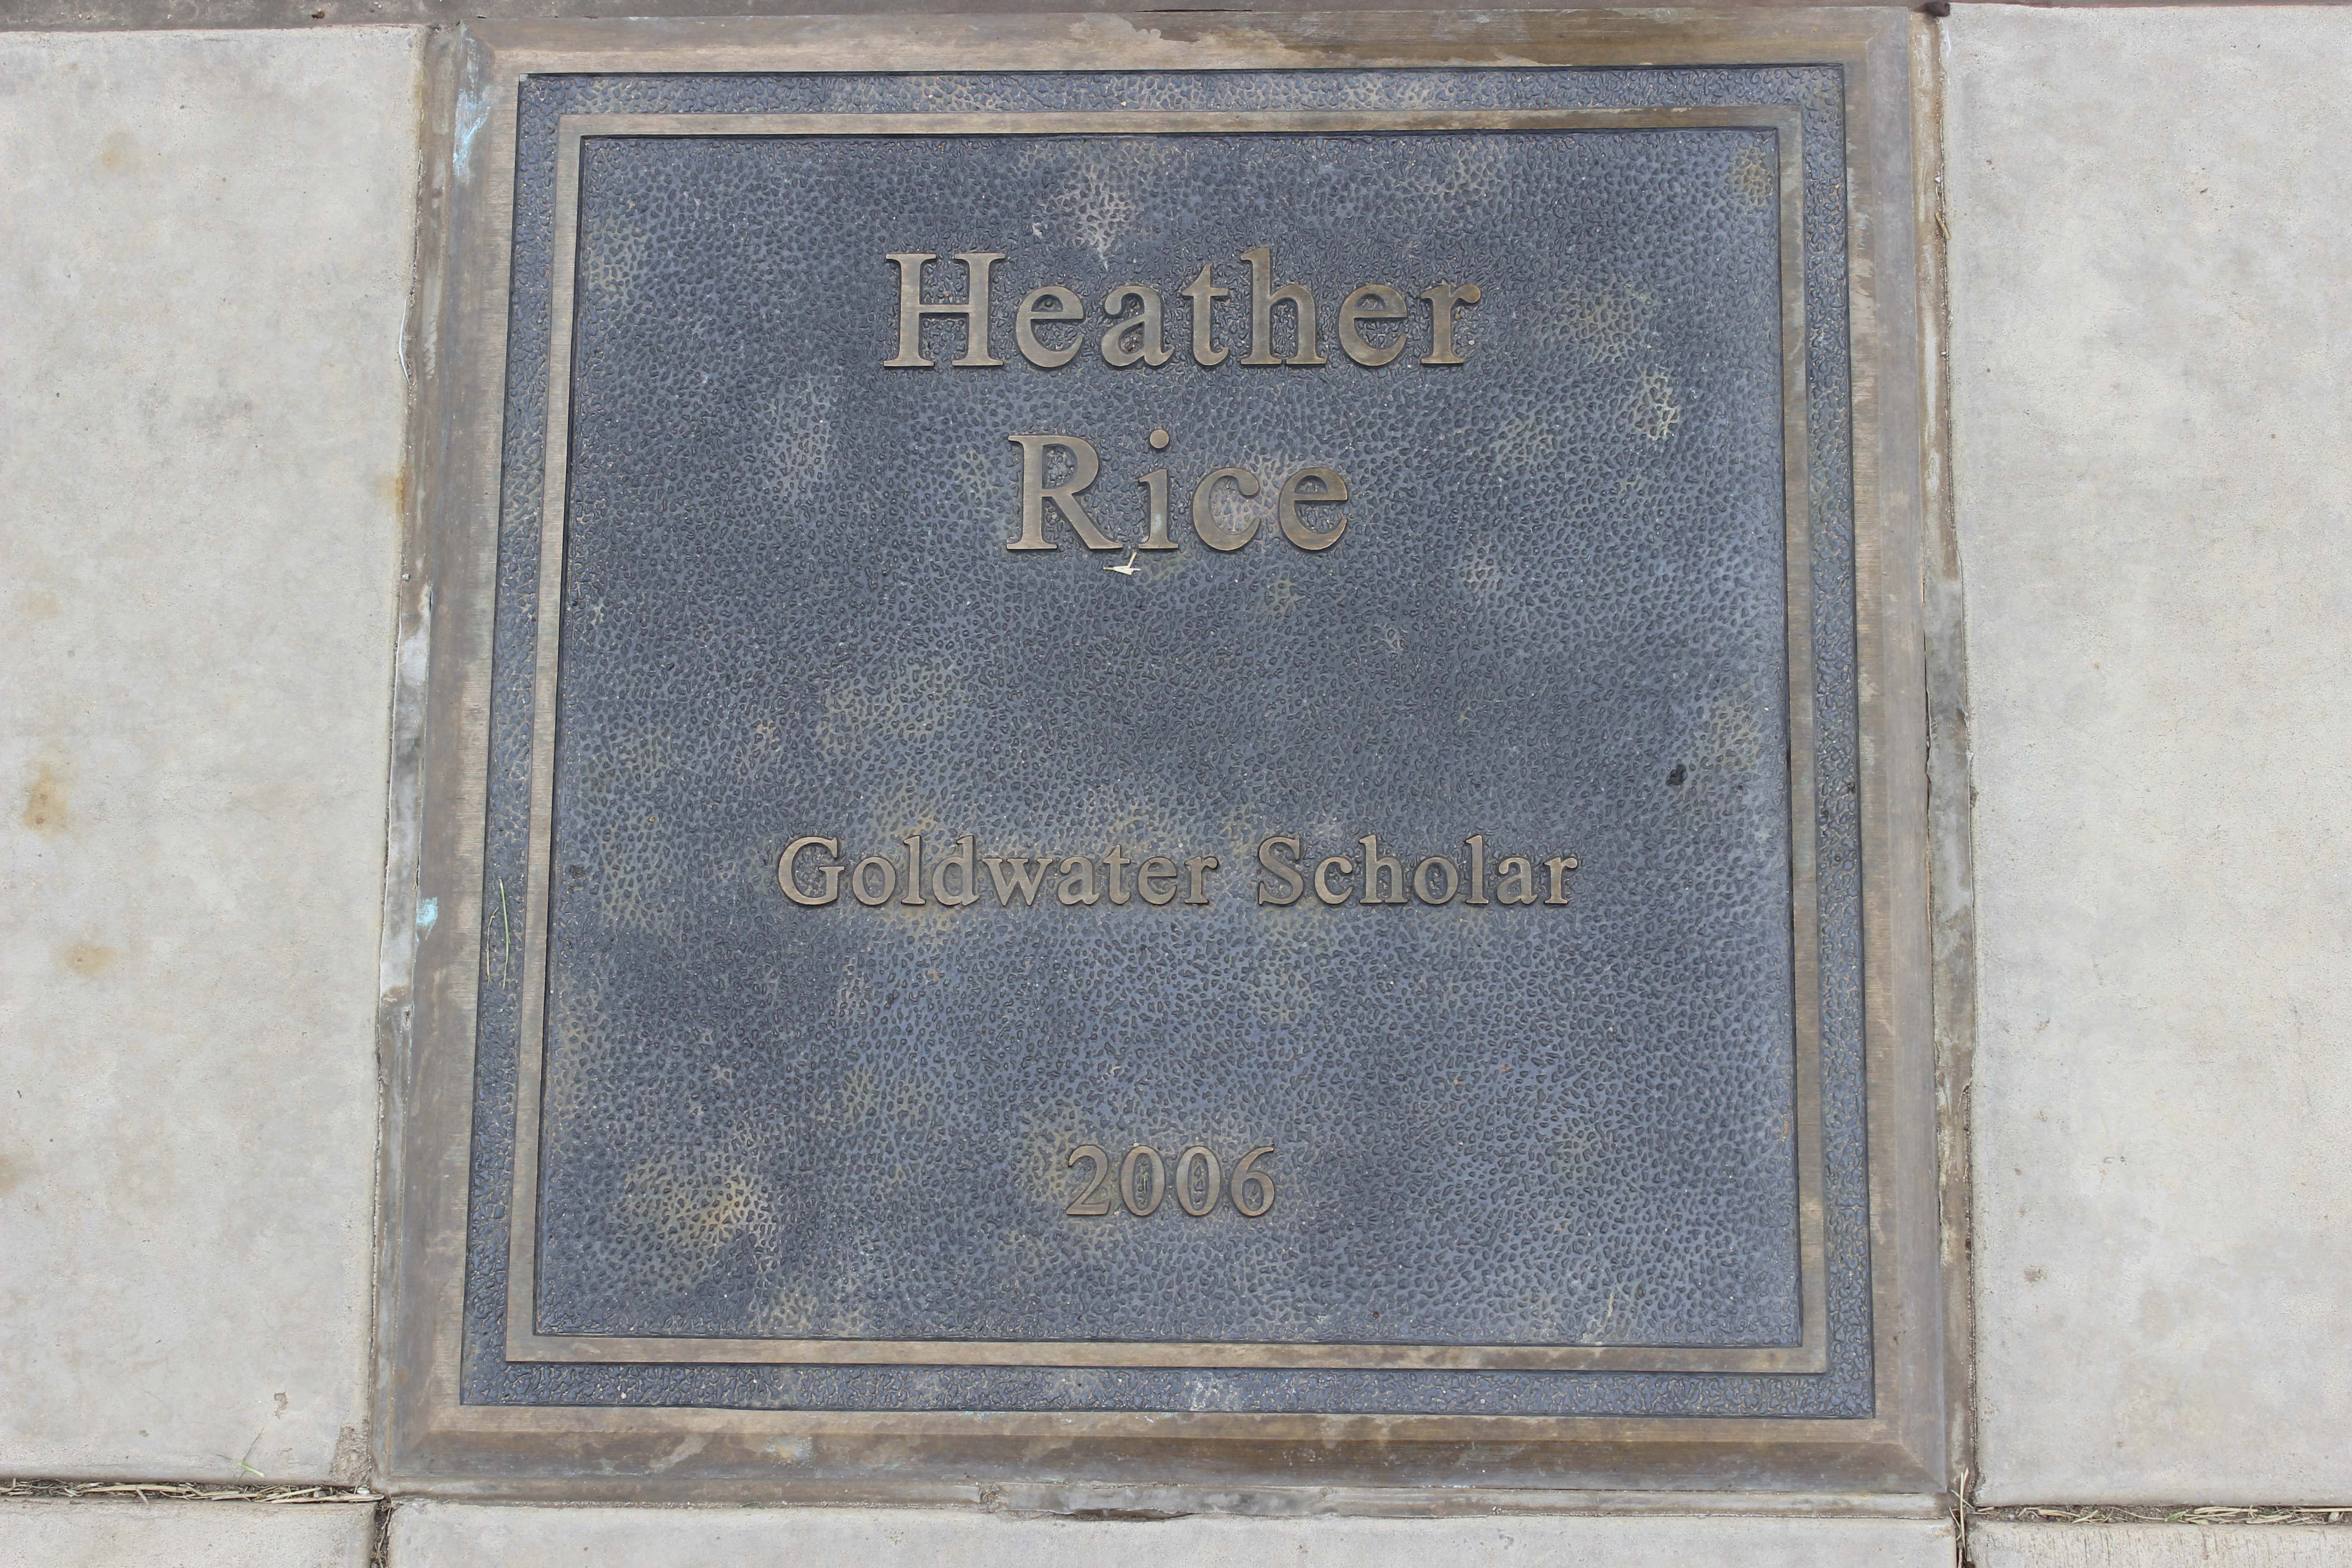 Heather
Rice
Goldwater Scholar
2006